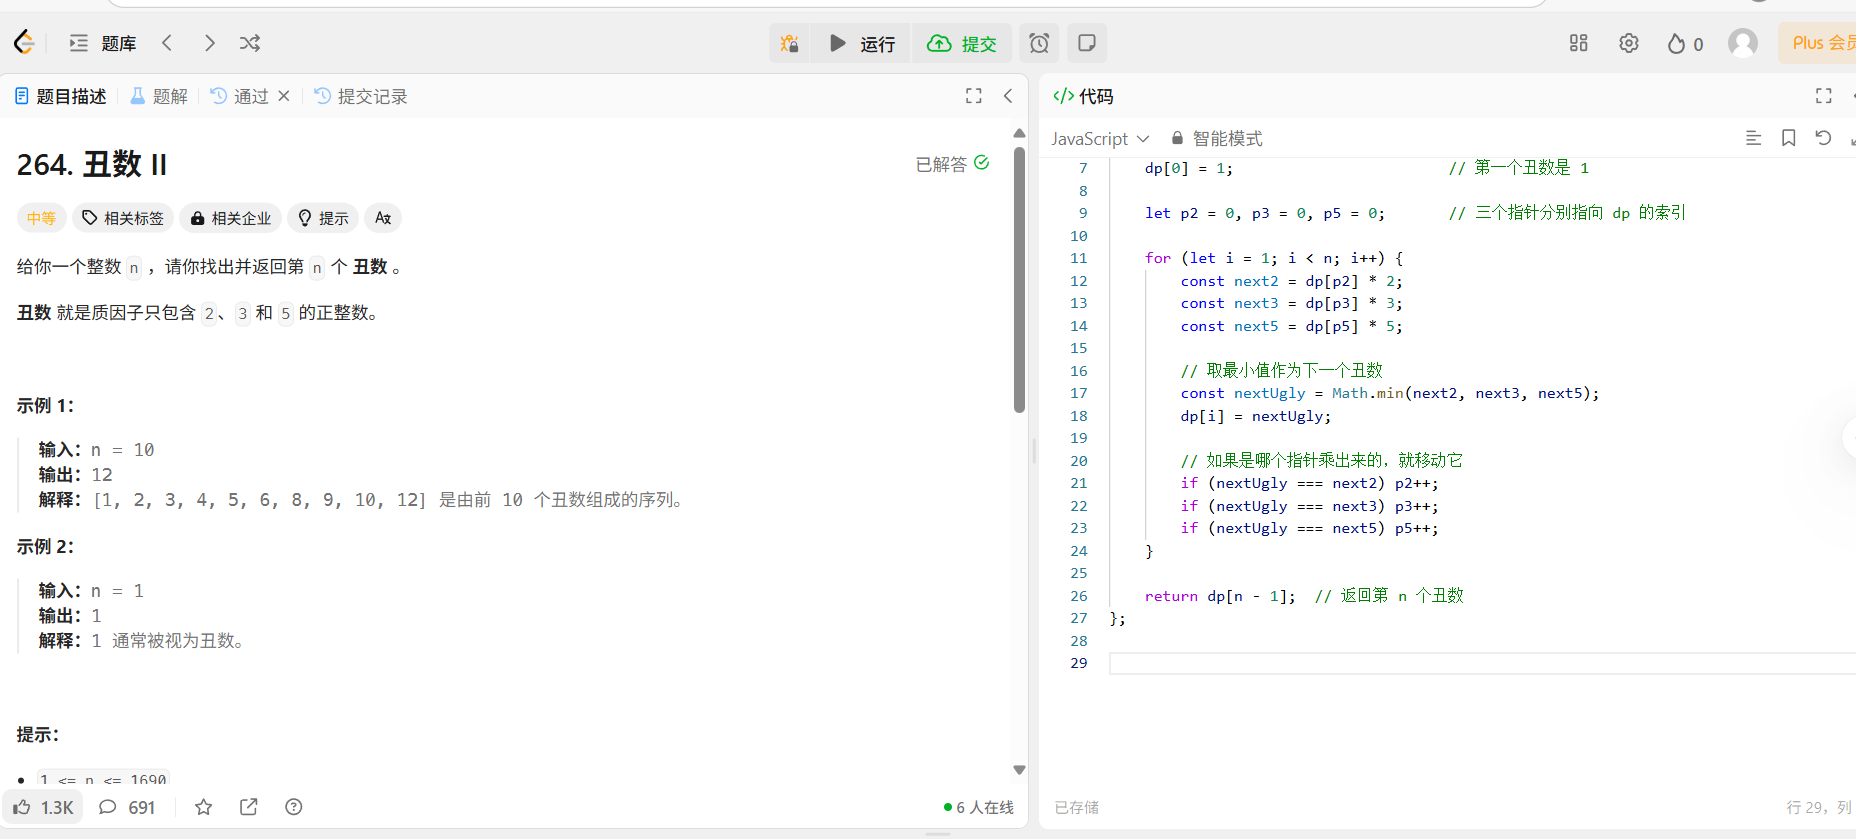 题库
运行
提交
0
Plus 会员
题目描述
题解
通过
提交记录
264. 丑数 II
已解答
中等
相关标签
相关企业
提示
给你一个整数 n ，请你找出并返回第 n 个 丑数 。
丑数 就是质因子只包含 2、3 和 5 的正整数。
示例 1：
输入：n = 10
输出：12
解释：[1, 2, 3, 4, 5, 6, 8, 9, 10, 12] 是由前 10 个丑数组成的序列。
示例 2：
输入：n = 1
输出：1
解释：1 通常被视为丑数。
提示：
1 <= n <= 1690
1.3K
691
6 人在线
代码
JavaScript
智能模式
7 dp[0] = 1; // 第一个丑数是 1
8
9 let p2 = 0, p3 = 0, p5 = 0; // 三个指针分别指向 dp 的索引
10
11 for (let i = 1; i < n; i++) {
12 const next2 = dp[p2] * 2;
13 const next3 = dp[p3] * 3;
14 const next5 = dp[p5] * 5;
15
16 // 取最小值作为下一个丑数
17 const nextUgly = Math.min(next2, next3, next5);
18 dp[i] = nextUgly;
19
20 // 如果是哪个指针乘出来的，就移动它
21 if (nextUgly === next2) p2++;
22 if (nextUgly === next3) p3++;
23 if (nextUgly === next5) p5++;
24 }
25
26 return dp[n - 1]; // 返回第 n 个丑数
27 };
28
29
已存储
行 29，列